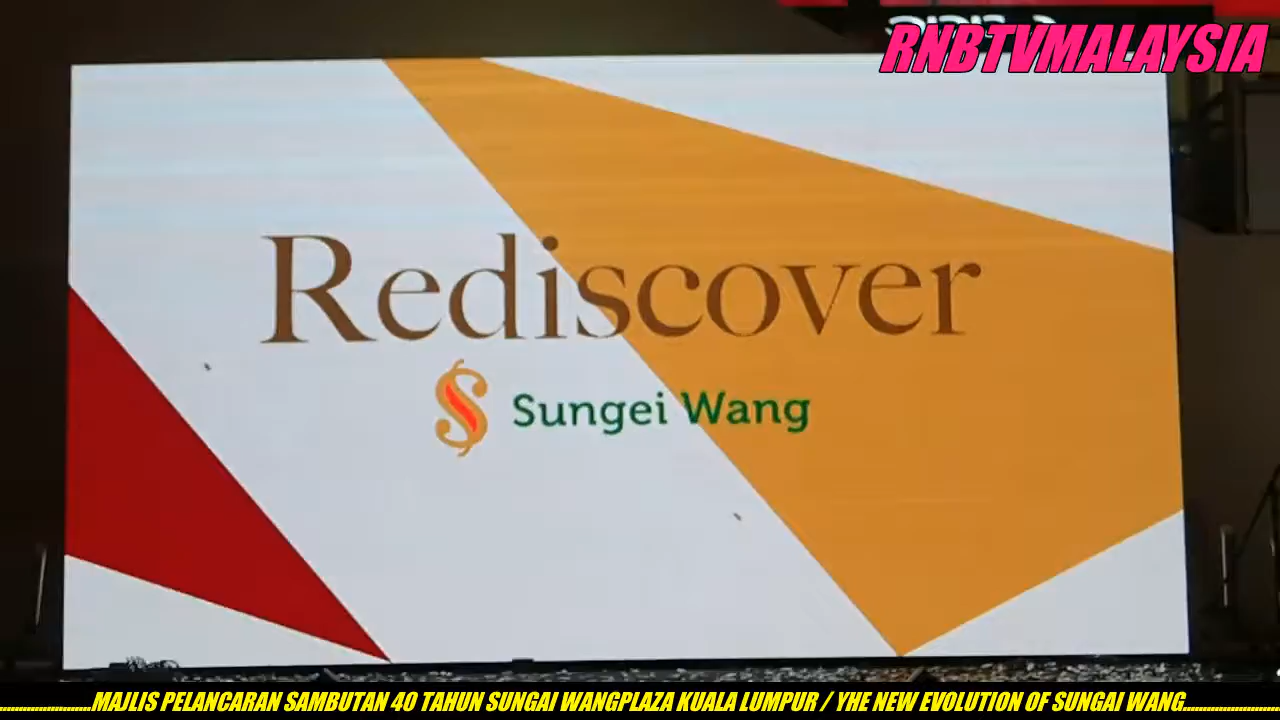 RNBTVMALAYSIA
Rediscover
Sungei Wang
.......................MAJLIS PELANCARAN SAMBUTAN 40 TAHUN SUNGAI WANGPLAZA KUALA LUMPUR / YHE NEW EVOLUTION OF SUNGAI WANG.......................